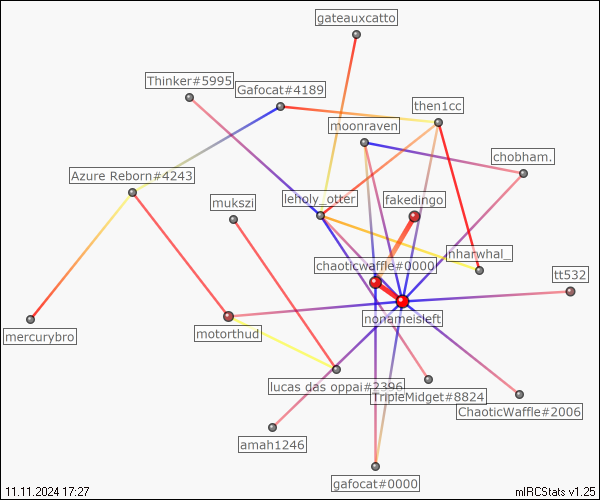 gateauxcatto
Thinker#5995
Gafocat#4189
then1cc
moonraven
chobham.
Azure Reborn#4243
mukszi
leholy_otter
fakedingo
nharwhal_
chaoticwaffle#0000
tt532
nonameisleft
mercurybro
motorthud
lucas das oppai#2396
TripleMidget#8824
ChaoticWaffle#2006
amah1246
gafocat#0000
11.11.2024 17:27
mIRCStats v1.25